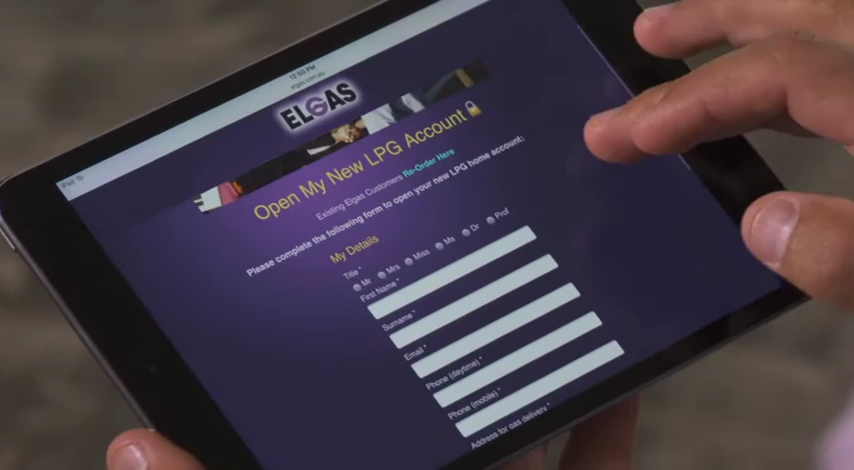 iPad
12:00 PM
elgas.com.au
ELGAS
Open My New LPG Account
Existing Elgas Customers Re-Order Here
Please complete the following form to open your new LPG home account:
My Details
Title *
Mr Mrs Miss Ms Dr Prof
First Name *
Surname *
Email *
Phone (daytime) *
Phone (mobile) *
Address for gas delivery *